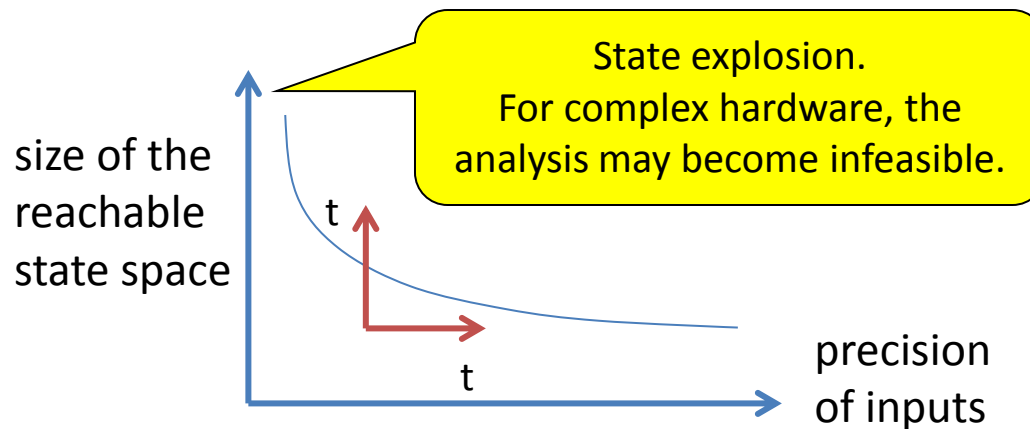 State explosion.
For complex hardware, the
analysis may become infeasible.
size of the
reachable
state space
t
t
precision
of inputs